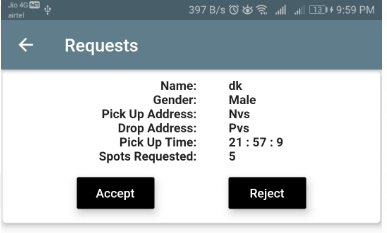 Jio 4G 397 B/s 13 9:59 PM
airtel
Requests
Name: dk
Gender: Male
Pick Up Address: Nvs
Drop Address: Pvs
Pick Up Time: 21 : 57 : 9
Spots Requested: 5
Accept Reject